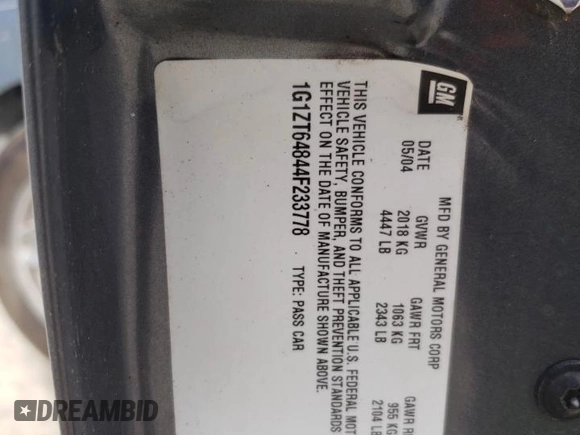 GM
MFD BY GENERAL MOTORS CORP
DATE GVWR GAWR FRT GAWR
05/04 2018 KG 1063 KG 955 KG
4447 LB 2343 LB 2104 LB
THIS VEHICLE CONFORMS TO ALL APPLICABLE U.S. FEDERAL
VEHICLE SAFETY, BUMPER, AND THEFT PREVENTION STANDARDS
EFFECT ON THE DATE OF MANUFACTURE SHOWN ABOVE.
1G1ZT64844F233778 TYPE: PASS CAR
DREAMBID